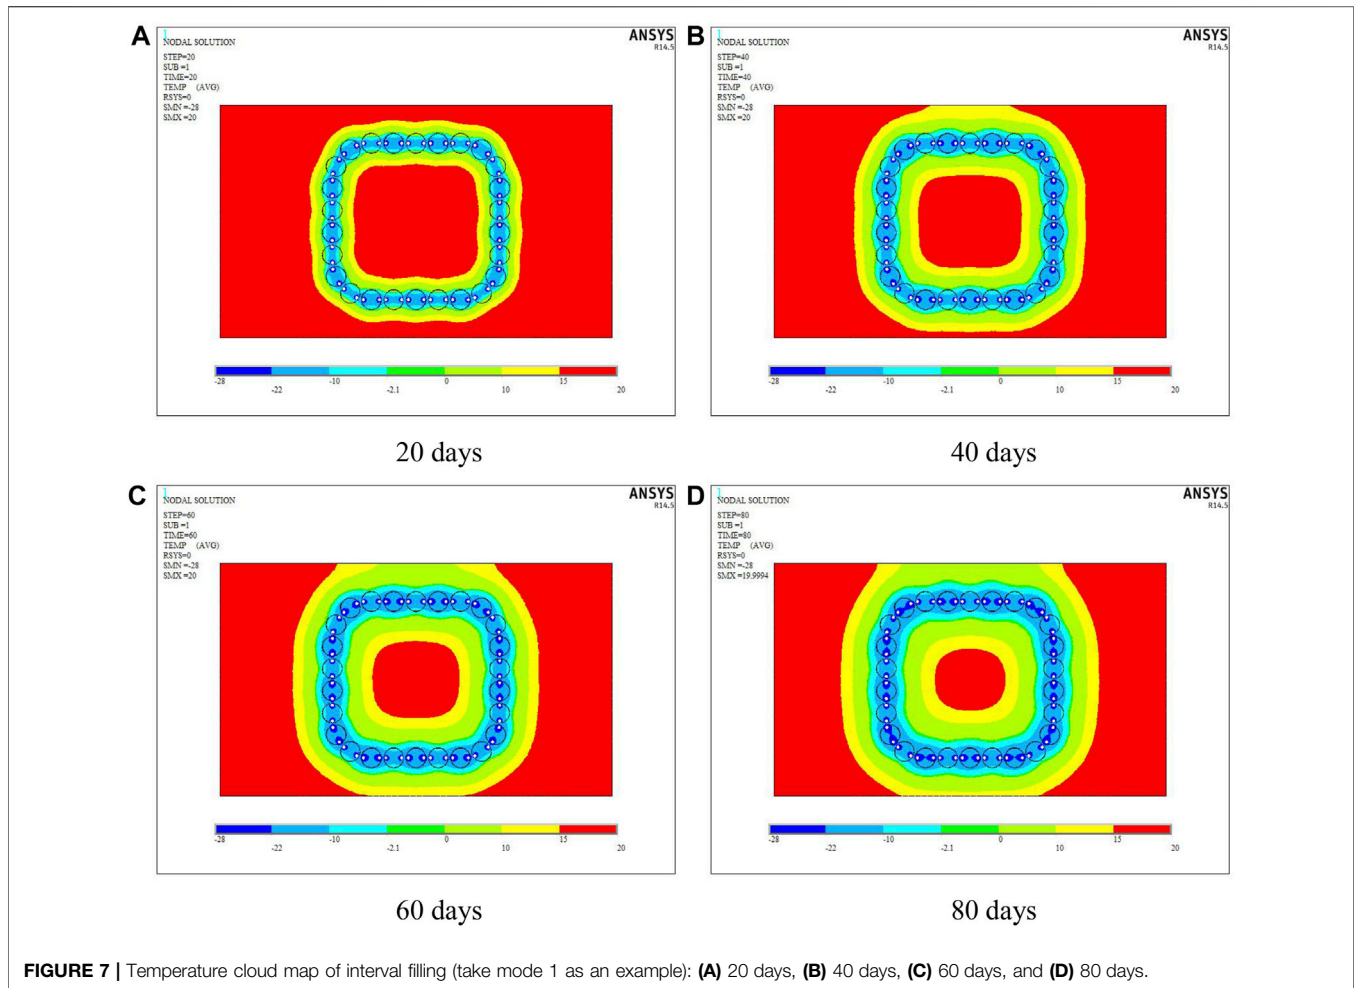 A
1
NODAL SOLUTION
ANSYS
R14.5
STEP=20
SUB =1
TIME=20
TEMP (AVG)
RSYS=0
SMN =-28
SMX =20
-28 -22 -10 -2.1 0 10 15 20
20 days
B
1
NODAL SOLUTION
ANSYS
R14.5
STEP=40
SUB =1
TIME=40
TEMP (AVG)
RSYS=0
SMN =-28
SMX =20
-28 -22 -10 -2.1 0 10 15 20
40 days
C
1
NODAL SOLUTION
ANSYS
R14.5
STEP=60
SUB =1
TIME=60
TEMP (AVG)
RSYS=0
SMN =-28
SMX =20
-28 -22 -10 -2.1 0 10 15 20
60 days
D
1
NODAL SOLUTION
ANSYS
R14.5
STEP=80
SUB =1
TIME=80
TEMP (AVG)
RSYS=0
SMN =-28
SMX =19.9994
-28 -22 -10 -2.1 0 10 15 20
80 days
FIGURE 7 | Temperature cloud map of interval filling (take mode 1 as an example): (A) 20 days, (B) 40 days, (C) 60 days, and (D) 80 days.